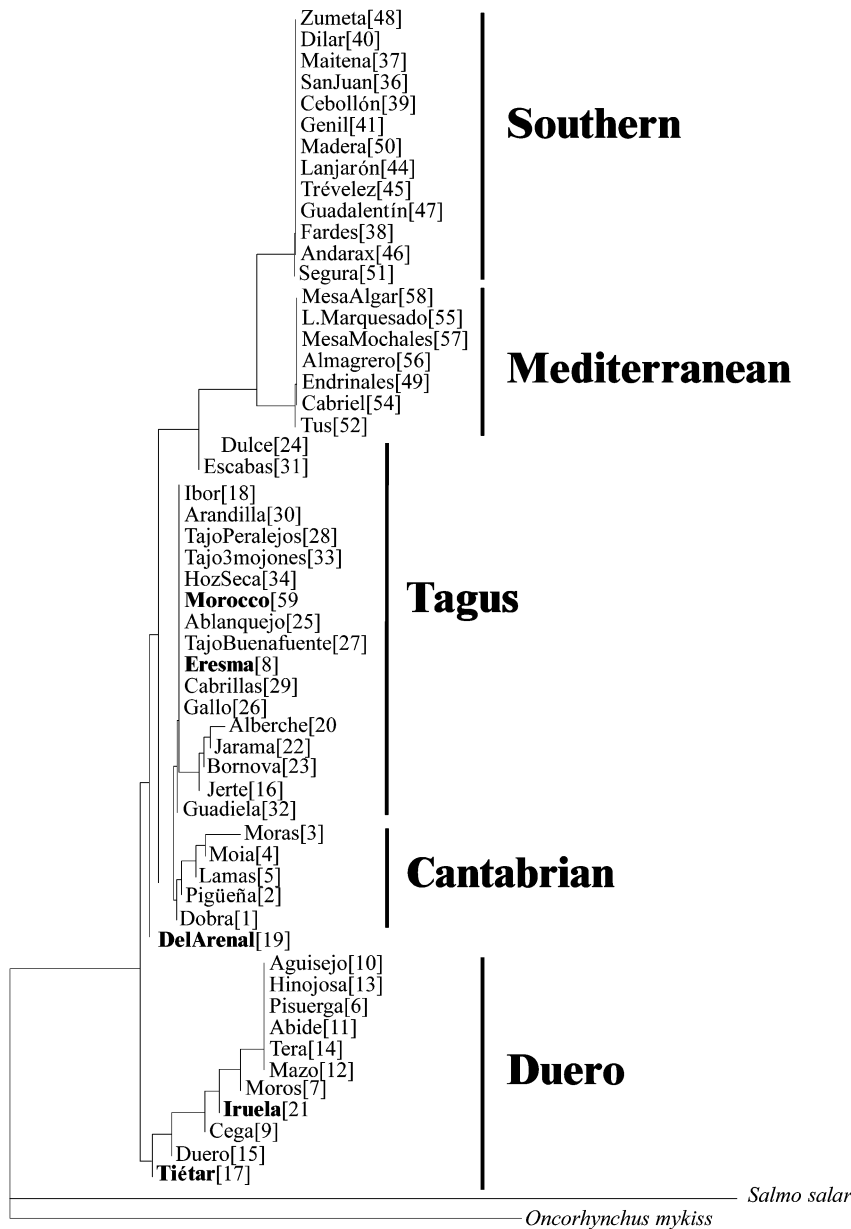 Zumeta[48]
Dilar[40]
Maitena[37]
SanJuan[36]
Cebollón[39]
Genil[41]
Madera[50]
Lanjarón[44]
Trévelez[45]
Guadalentín[47]
Fardes[38]
Andarax[46]
Segura[51]
Southern
MesaAlgar[58]
L.Marquesado[55]
MesaMochales[57]
Almagrero[56]
Endrinales[49]
Cabriel[54]
Tus[52]
Mediterranean
Dulce[24]
Escabas[31]
Ibor[18]
Arandilla[30]
TajoPeralejos[28]
Tajo3mojones[33]
HozSeca[34]
Morocco[59
Ablanquejo[25]
TajoBuenafuente[27]
Eresma[8]
Cabrillas[29]
Gallo[26]
Alberche[20
Jarama[22]
Bornova[23]
Jerte[16]
Guadiela[32]
Tagus
Moras[3]
Moia[4]
Lamas[5]
Pigüeña[2]
Dobra[1]
Cantabrian
DelArenal[19]
Aguisejo[10]
Hinojosa[13]
Pisuerga[6]
Abide[11]
Tera[14]
Mazo[12]
Moros[7]
Iruela[21
Cega[9]
Duero[15]
Tiétar[17]
Duero
Salmo salar
Oncorhynchus mykiss